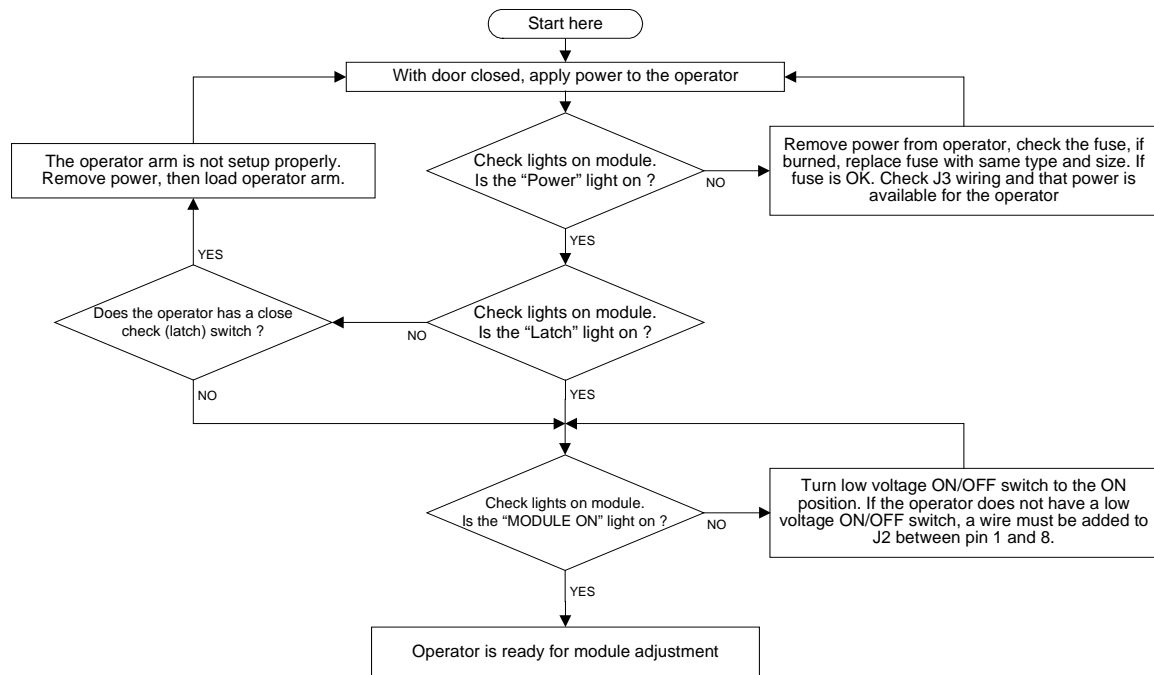 Start here
With door closed, apply power to the operator
Check lights on module.
Is the “Power” light on ?
NO
YES
Remove power from operator, check the fuse, if
burned, replace fuse with same type and size. If
fuse is OK. Check J3 wiring and that power is
available for the operator
The operator arm is not setup properly.
Remove power, then load operator arm.
YES
Does the operator has a close
check (latch) switch ?
NO
Check lights on module.
Is the “Latch” light on ?
NO
YES
Check lights on module.
Is the “MODULE ON” light on ?
NO
YES
Turn low voltage ON/OFF switch to the ON
position. If the operator does not have a low
voltage ON/OFF switch, a wire must be added to
J2 between pin 1 and 8.
Operator is ready for module adjustment